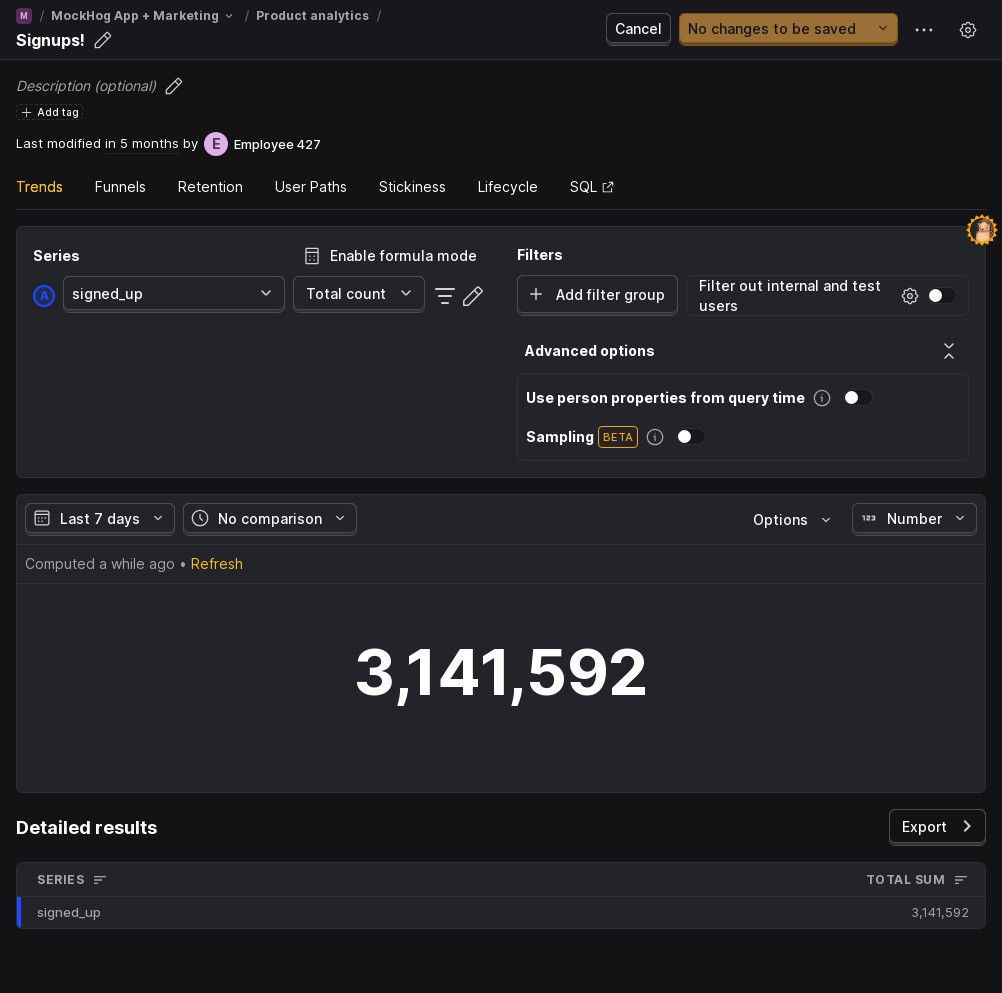 M / MockHog App + Marketing / Product analytics /
Signups!
Cancel
No changes to be saved
Description (optional)
Add tag
Last modified in 5 months by E Employee 427
Trends Funnels Retention User Paths Stickiness Lifecycle SQL
Series
Enable formula mode
A signed_up Total count
Filters
Add filter group
Filter out internal and test users
Advanced options
Use person properties from query time
Sampling BETA
Last 7 days No comparison Options 123 Number
Computed a while ago • Refresh
3,141,592
Detailed results
Export
SERIES TOTAL SUM
signed_up 3,141,592